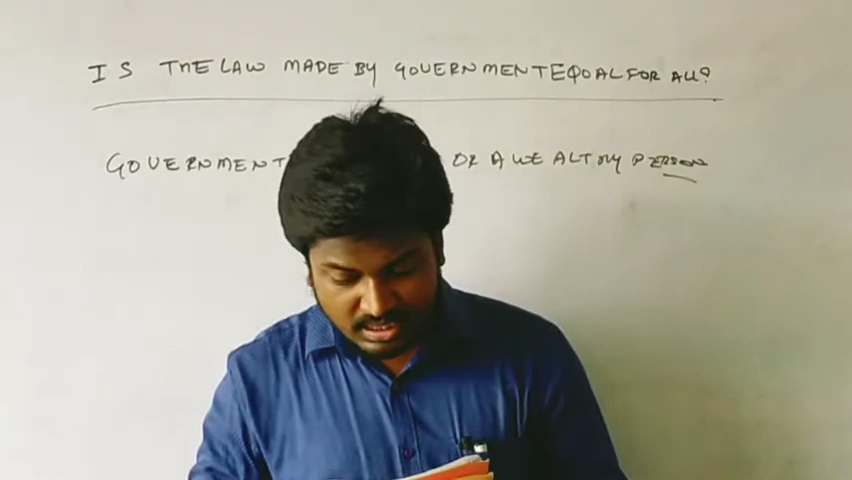 IS THE LAW MADE BY GOVERNMENT EQUAL FOR ALL?
GOVERNMENT OR A WEALTHY PERSON